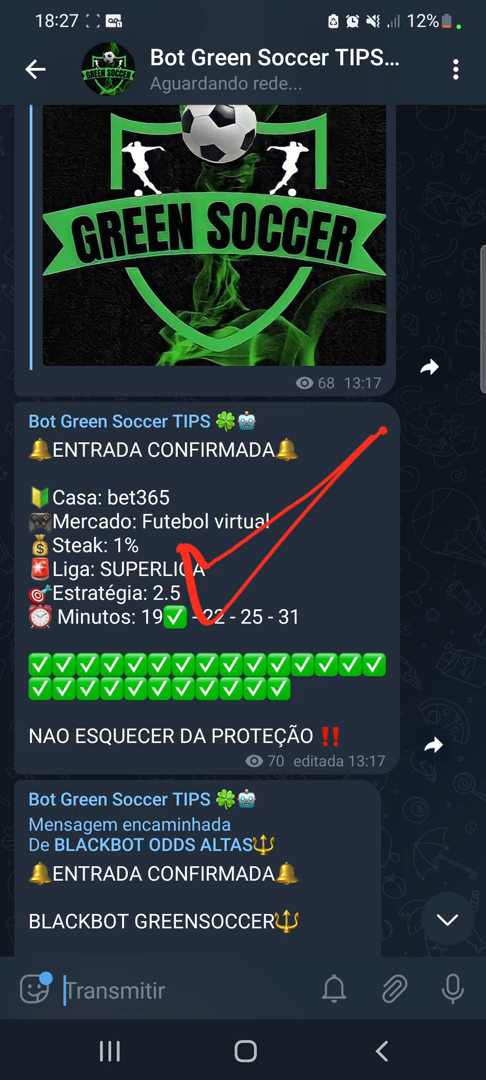 18:27
12%
Bot Green Soccer TIPS...
Aguardando rede...
GREEN SOCCER
GREEN SOCCER
68 13:17
Bot Green Soccer TIPS 🍀🤖
🔔ENTRADA CONFIRMADA🔔
🔰Casa: bet365
🎮Mercado: Futebol virtual
💰Steak: 1%
🚨Liga: SUPERLIGA
🎯Estratégia: 2.5
⏰ Minutos: 19✅ - 22 - 25 - 31
✅✅✅✅✅✅✅✅✅✅✅✅✅✅✅
✅✅✅✅✅✅✅✅✅✅✅
NAO ESQUECER DA PROTEÇÃO ‼️
70 editada 13:17
Bot Green Soccer TIPS 🍀🤖
Mensagem encaminhada
De BLACKBOT ODDS ALTAS🔱
🔔ENTRADA CONFIRMADA🔔
BLACKBOT GREENSOCCER🔱
Transmitir